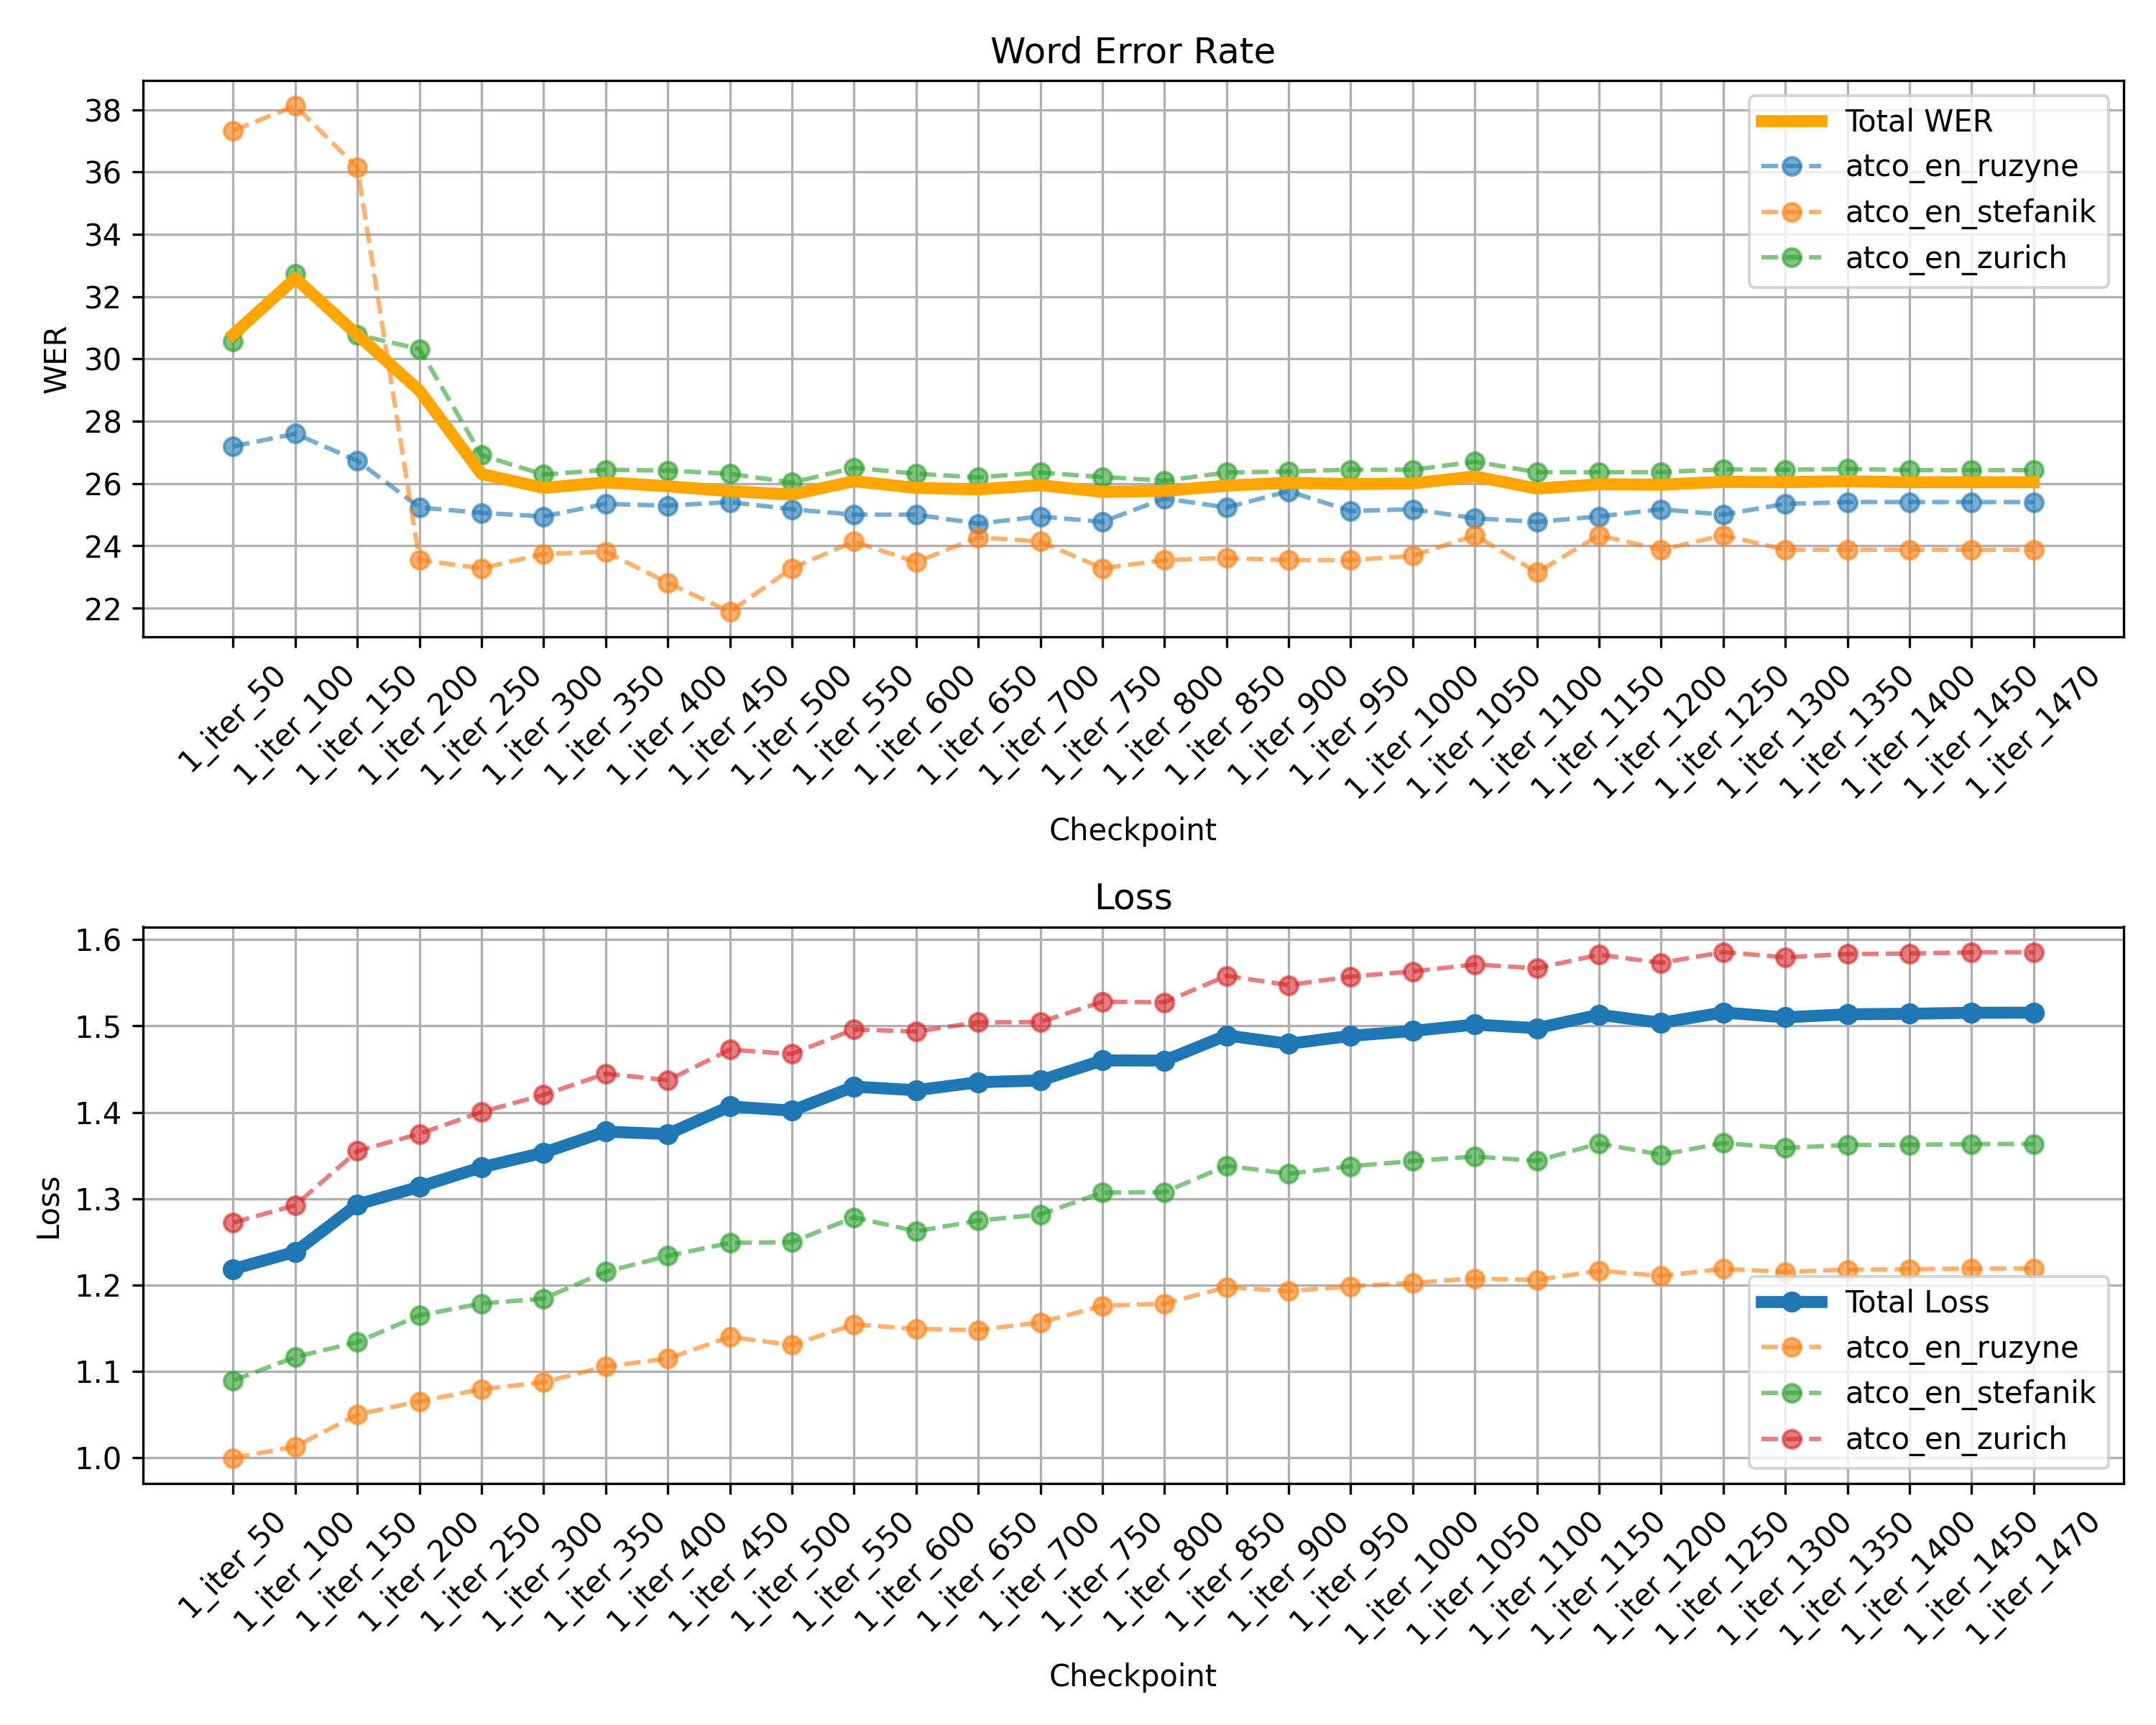 Word Error Rate
WER
38
36
34
32
30
28
26
24
22
Total WER
atco_en_ruzyne
atco_en_stefanik
atco_en_zurich
1_iter_50
1_iter_100
1_iter_150
1_iter_200
1_iter_250
1_iter_300
1_iter_350
1_iter_400
1_iter_450
1_iter_500
1_iter_550
1_iter_600
1_iter_650
1_iter_700
1_iter_750
1_iter_800
1_iter_850
1_iter_900
1_iter_950
1_iter_1000
1_iter_1050
1_iter_1100
1_iter_1150
1_iter_1200
1_iter_1250
1_iter_1300
1_iter_1350
1_iter_1400
1_iter_1450
1_iter_1470
Checkpoint
Loss
Loss
1.6
1.5
1.4
1.3
1.2
1.1
1.0
Total Loss
atco_en_ruzyne
atco_en_stefanik
atco_en_zurich
1_iter_50
1_iter_100
1_iter_150
1_iter_200
1_iter_250
1_iter_300
1_iter_350
1_iter_400
1_iter_450
1_iter_500
1_iter_550
1_iter_600
1_iter_650
1_iter_700
1_iter_750
1_iter_800
1_iter_850
1_iter_900
1_iter_950
1_iter_1000
1_iter_1050
1_iter_1100
1_iter_1150
1_iter_1200
1_iter_1250
1_iter_1300
1_iter_1350
1_iter_1400
1_iter_1450
1_iter_1470
Checkpoint